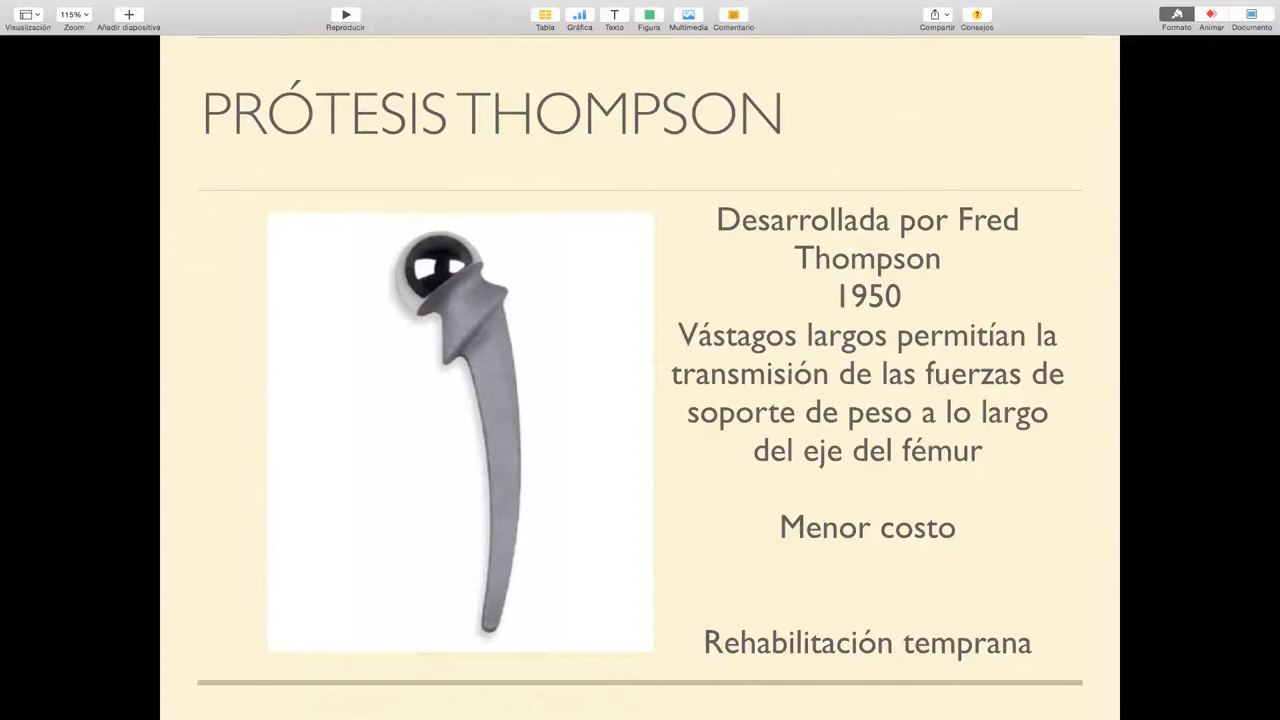 115%
Visualización Zoom Añadir diapositiva Reproducir Tabla Gráfica Texto Figura Multimedia Comentario Compartir Consejos Formato Animar Documento
PRÓTESIS THOMPSON
Desarrollada por Fred
Thompson
1950
Vástagos largos permitían la
transmisión de las fuerzas de
soporte de peso a lo largo
del eje del fémur
Menor costo
Rehabilitación temprana